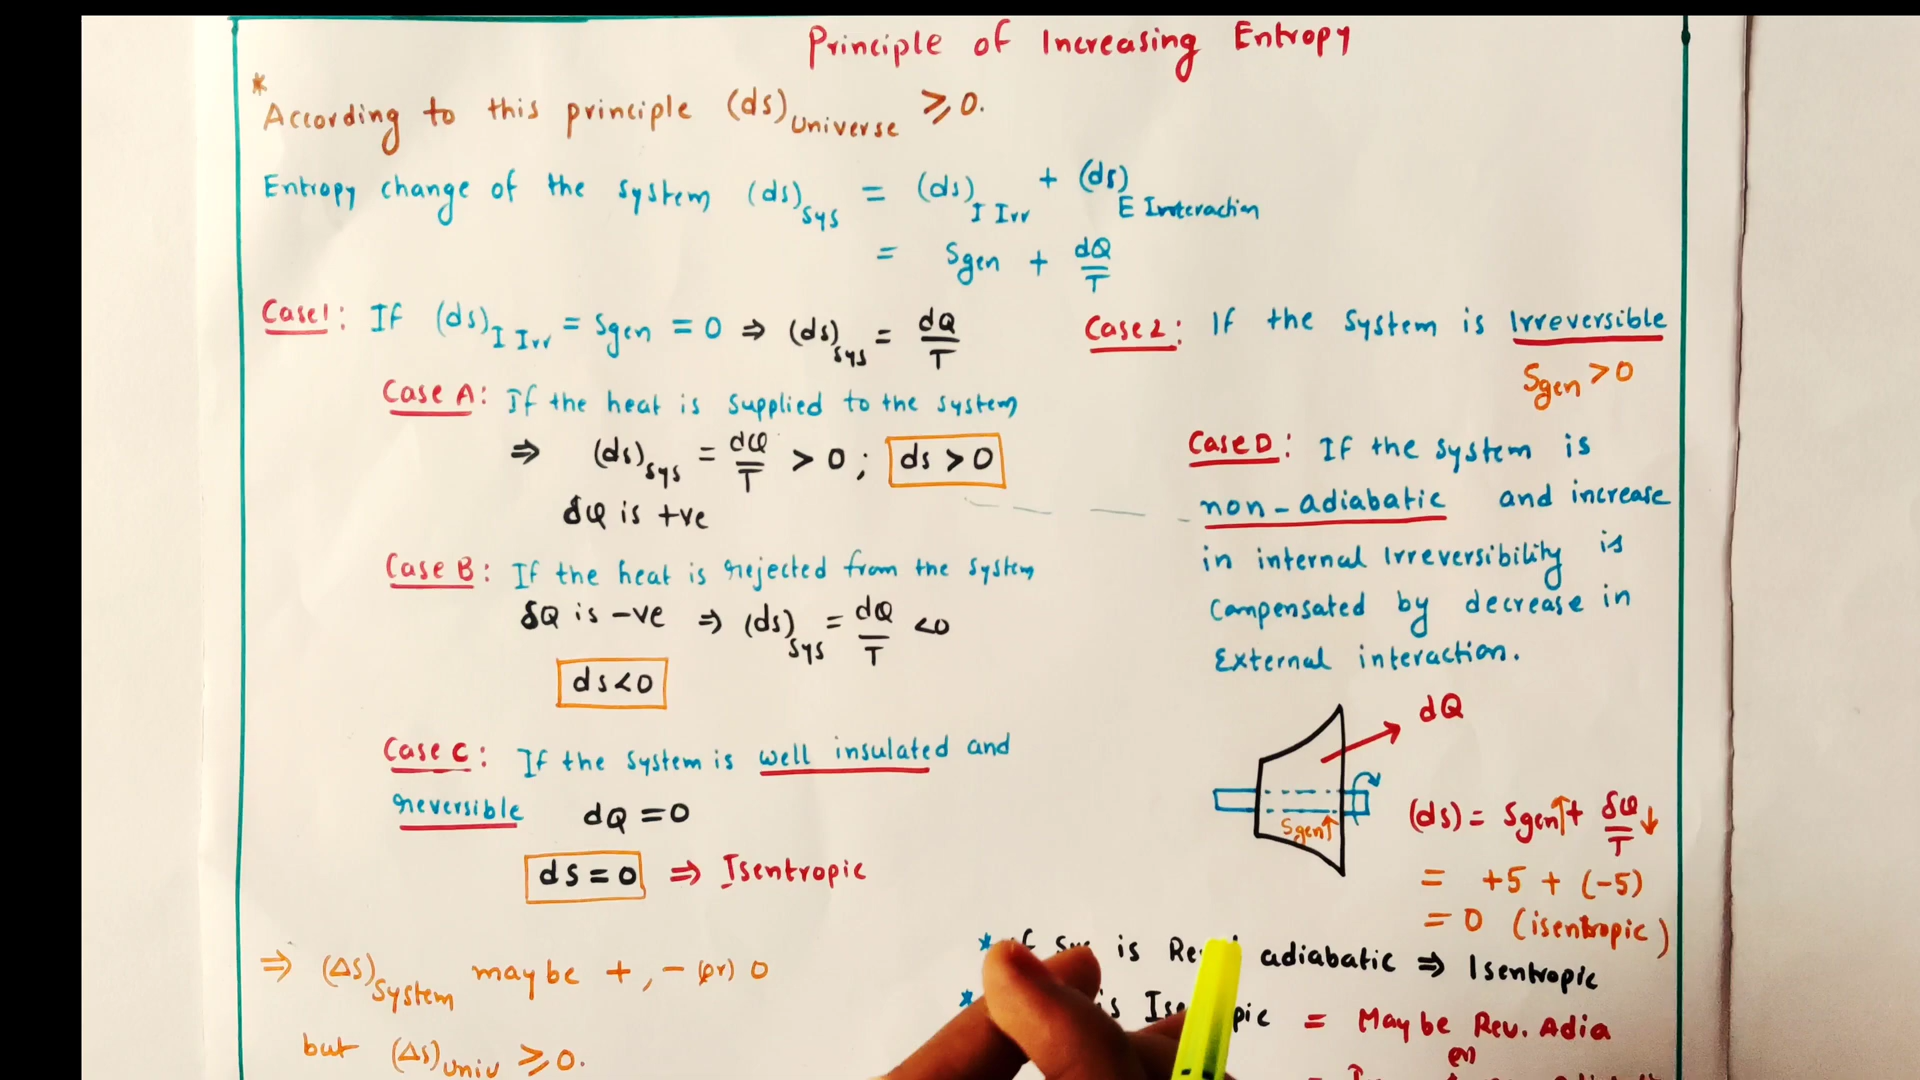 Principle of Increasing Entropy
* According to this principle (ds)Universe ≥ 0.
Entropy change of the system (ds)sys = (ds)I Irr + (ds)E Interaction
= Sgen + dQ/T
Case 1: If (ds)I Irr = Sgen = 0 ⇒ (ds)sys = dQ/T
Case A: If the heat is supplied to the system
⇒ (ds)sys = dQ/T > 0 ; ds > 0
δQ is +ve
Case B: If the heat is rejected from the system
δQ is -ve ⇒ (ds)sys = dQ/T <0
ds<0
Case C: If the system is well insulated and
reversible dQ = 0
ds = 0 ⇒ Isentropic
⇒ (Δs)system may be +, - (or) 0
but (Δs)univ ≥ 0.
Case 2: If the system is Irreversible
Sgen > 0
Case D: If the system is
non-adiabatic and increase
in internal Irreversibility is
Compensated by decrease in
External interaction.
dQ
Sgen↑
(ds) = Sgen↑ + δQ/T ↓
= +5 + (-5)
= 0 (isentropic)
* is adiabatic ⇒ Isentropic
* = May be Rev. Adia